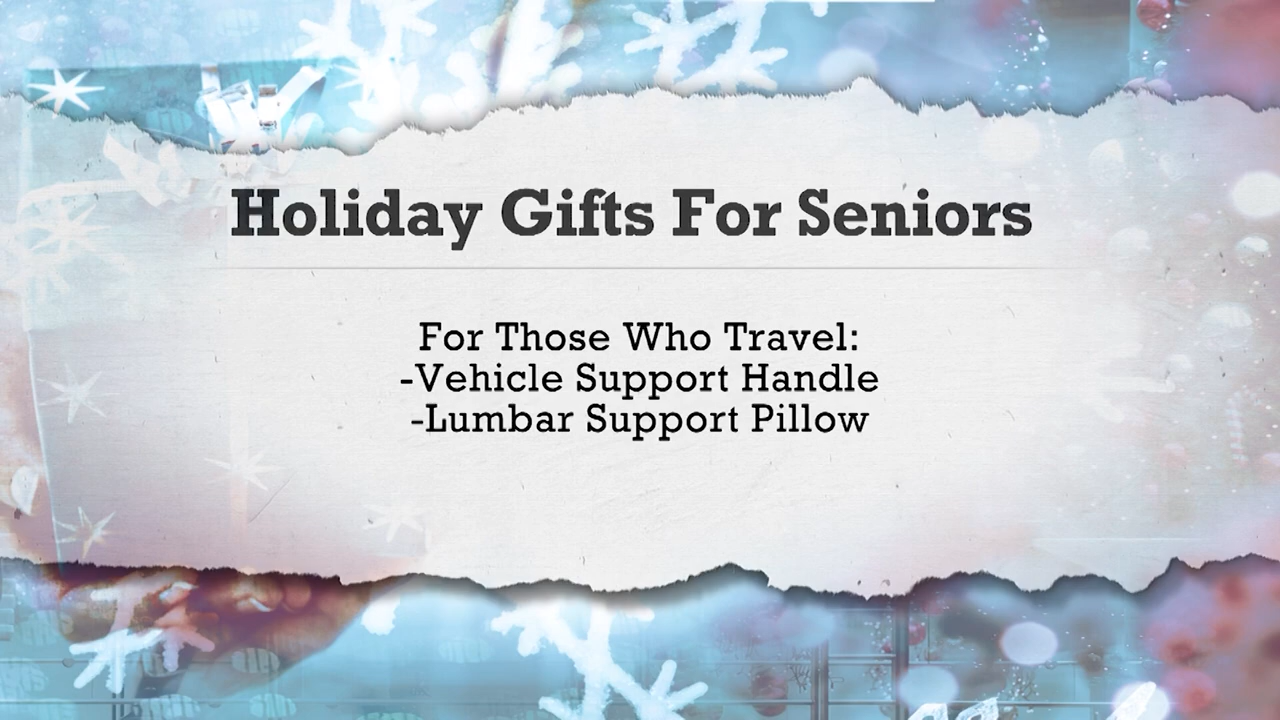 Holiday Gifts For Seniors
For Those Who Travel:
-Vehicle Support Handle
-Lumbar Support Pillow